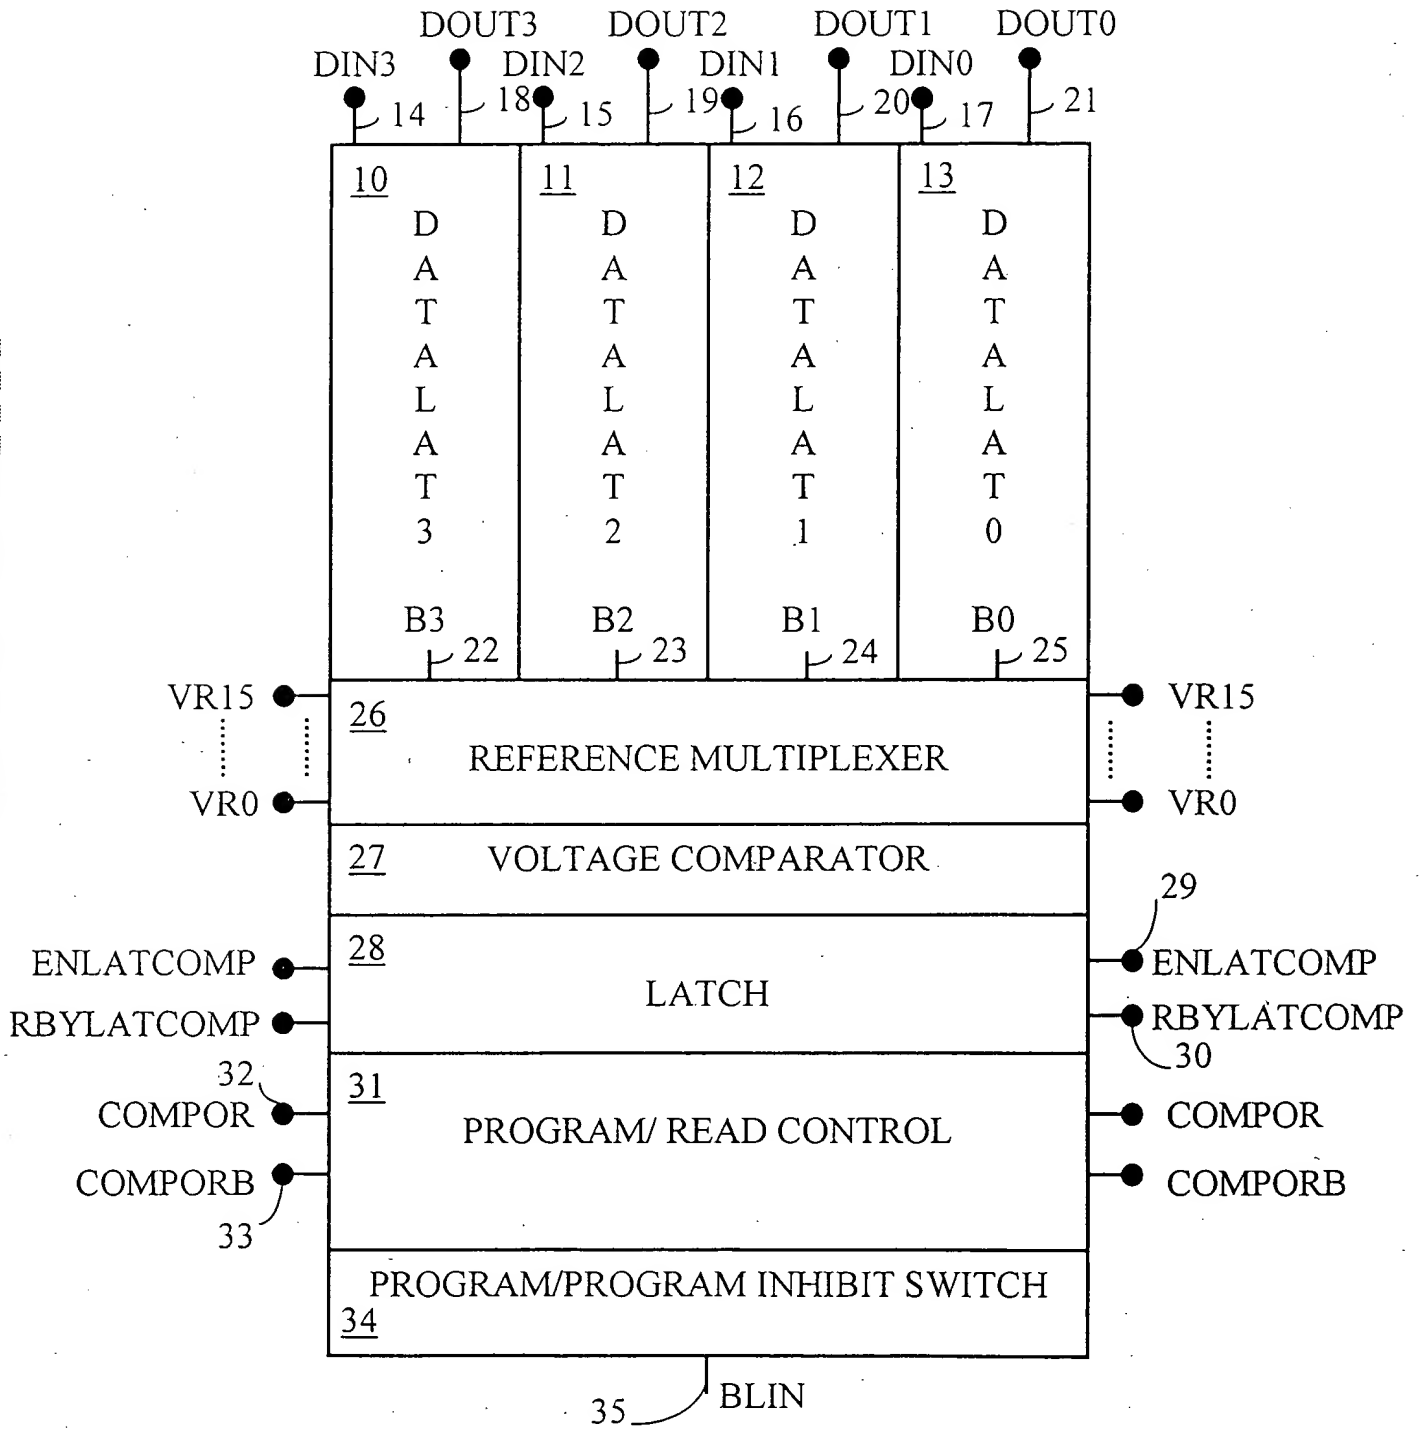 DOUT3 DOUT2 DOUT1 DOUT0
DIN3 DIN2 DIN1 DIN0
14 18 15 19 16 20 17 21
10 11 12 13
D D D D
A A A A
T T T T
A A A A
L L L L
A A A A
T T T T
3 2 1 0
B3 B2 B1 B0
22 23 24 25
VR15 26 VR15
REFERENCE MULTIPLEXER
VR0 VR0
27 VOLTAGE COMPARATOR
29
ENLATCOMP 28 ENLATCOMP
LATCH
RBYLATCOMP RBYLATCOMP
30
32 31
COMPOR PROGRAM/ READ CONTROL COMPOR
COMPORB COMPORB
33
PROGRAM/PROGRAM INHIBIT SWITCH
34
35 BLIN